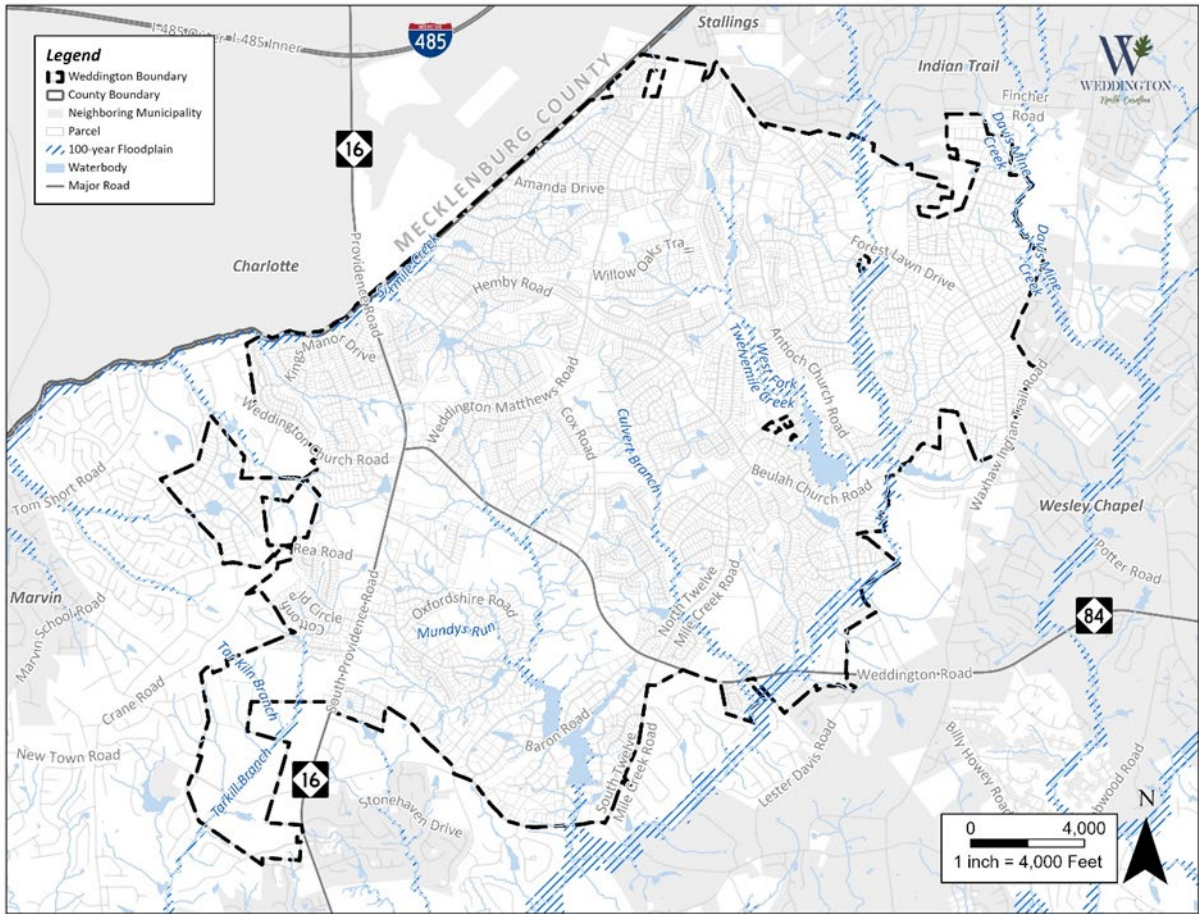 Stallings
I-485 Outer I-485 Inner
INTERSTATE
485
Legend
Weddington Boundary
County Boundary
Neighboring Municipality
Parcel
100-year Floodplain
Waterbody
Major Road
W
WEDDINGTON
North Carolina
Indian Trail
Fincher
Road
Davis Mine
Creek
16
MECKLENBURG COUNTY
Amanda Drive
Providence Road
Charlotte
Sixmile Creek
Willow Oaks Trail
Forest Lawn Drive
Davis Mine
Creek
Hemby Road
Kings Manor Drive
Antioch Church Road
West Fork
Twelvemile Creek
Weddington Matthews Road
Waxhaw Indian Trail Road
Cox Road
Culvert Branch
Weddington Church Road
Beulah Church Road
Tom Short Road
Wesley Chapel
Potter Road
Rea Road
Marvin
Marvin School Road
Oxfordshire Road
Mundys Run
North Twelve
Mile Creek Road
84
Weddington Road
Tar Kiln Branch
South Providence Road
Crane Road
New Town Road
Tarkill Branch
16
Baron Road
South Twelve
Mile Creek Road
Lester Davis Road
Billy Howey Road
Stonehaven Drive
N
0 4,000
1 inch = 4,000 Feet